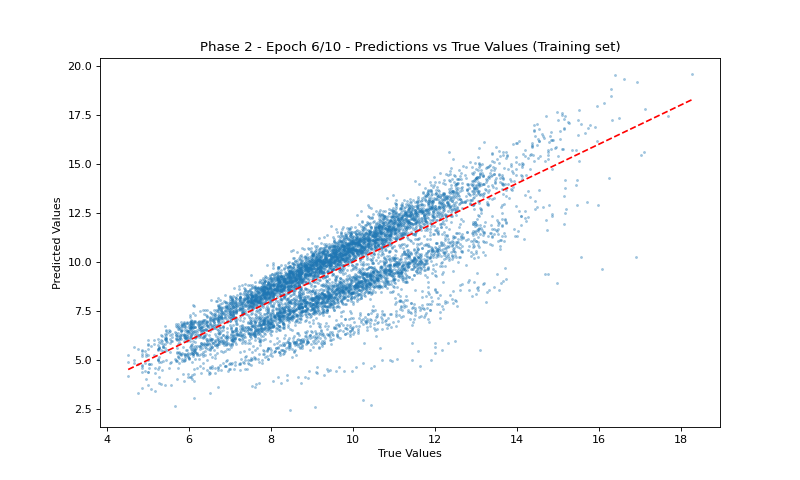 Phase 2 - Epoch 6/10 - Predictions vs True Values (Training set)
20.0
17.5
15.0
12.5
10.0
7.5
5.0
2.5
Predicted Values
4 6 8 10 12 14 16 18
True Values